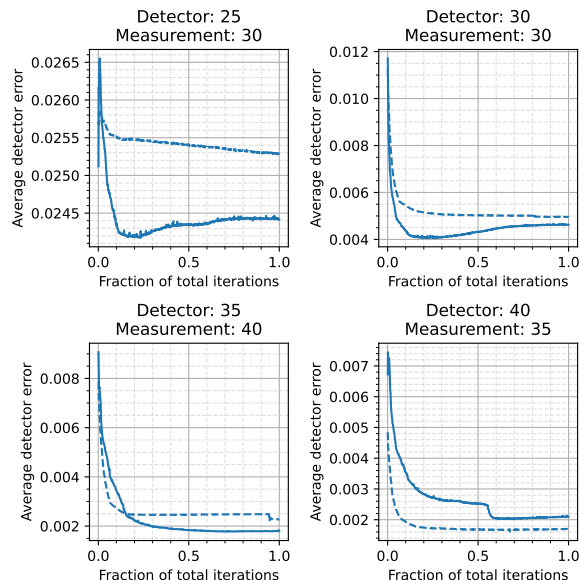 Detector: 25
Measurement: 30
0.0265
0.0260
0.0255
0.0250
0.0245
Average detector error
0.0
0.5
1.0
Fraction of total iterations
Detector: 30
Measurement: 30
0.012
0.010
0.008
0.006
0.004
Average detector error
0.0
0.5
1.0
Fraction of total iterations
Detector: 35
Measurement: 40
0.008
0.006
0.004
0.002
Average detector error
0.0
0.5
1.0
Fraction of total iterations
Detector: 40
Measurement: 35
0.007
0.006
0.005
0.004
0.003
0.002
Average detector error
0.0
0.5
1.0
Fraction of total iterations